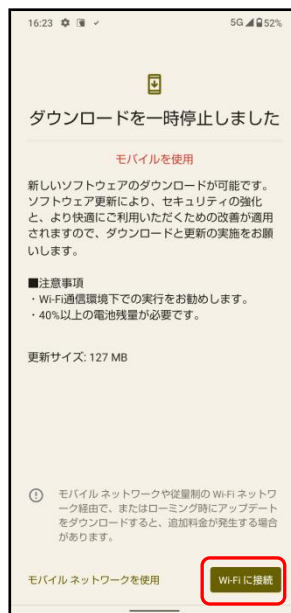 16:23 5G 52%
ダウンロードを一時停止しました
モバイルを使用
新しいソフトウェアのダウンロードが可能です。
ソフトウェア更新により、セキュリティの強化
と、より快適にご利用いただくための改善が適用
されますので、ダウンロードと更新の実施をお願
いします。
■注意事項
・Wi-Fi通信環境下での実行をお勧めします。
・40%以上の電池残量が必要です。
更新サイズ: 127 MB
モバイル ネットワークや従量制の Wi-Fi ネットワ
ーク経由で、またはローミング時にアップデート
をダウンロードすると、追加料金が発生する場合
があります。
モバイル ネットワークを使用 Wi-Fi に接続